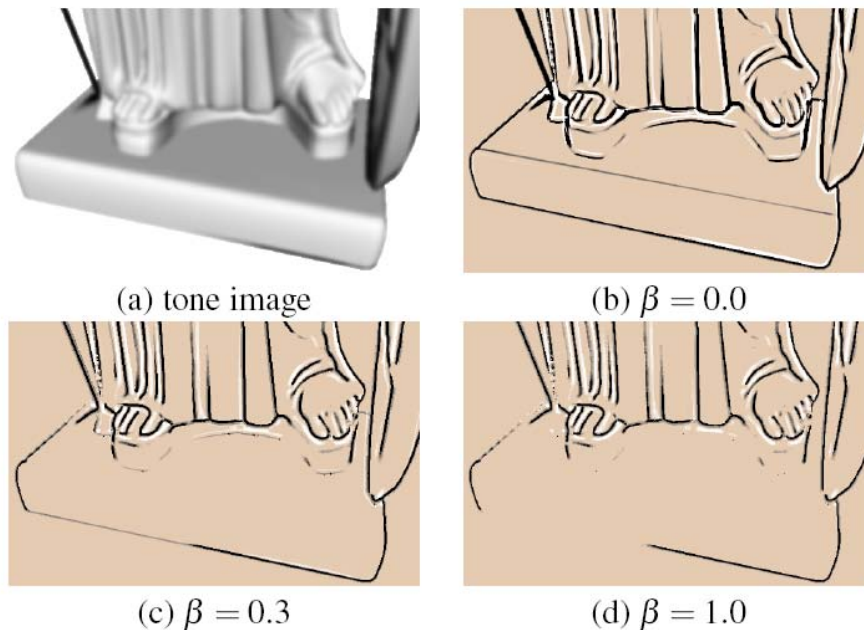 (a) tone image
(b) β = 0.0
(c) β = 0.3
(d) β = 1.0